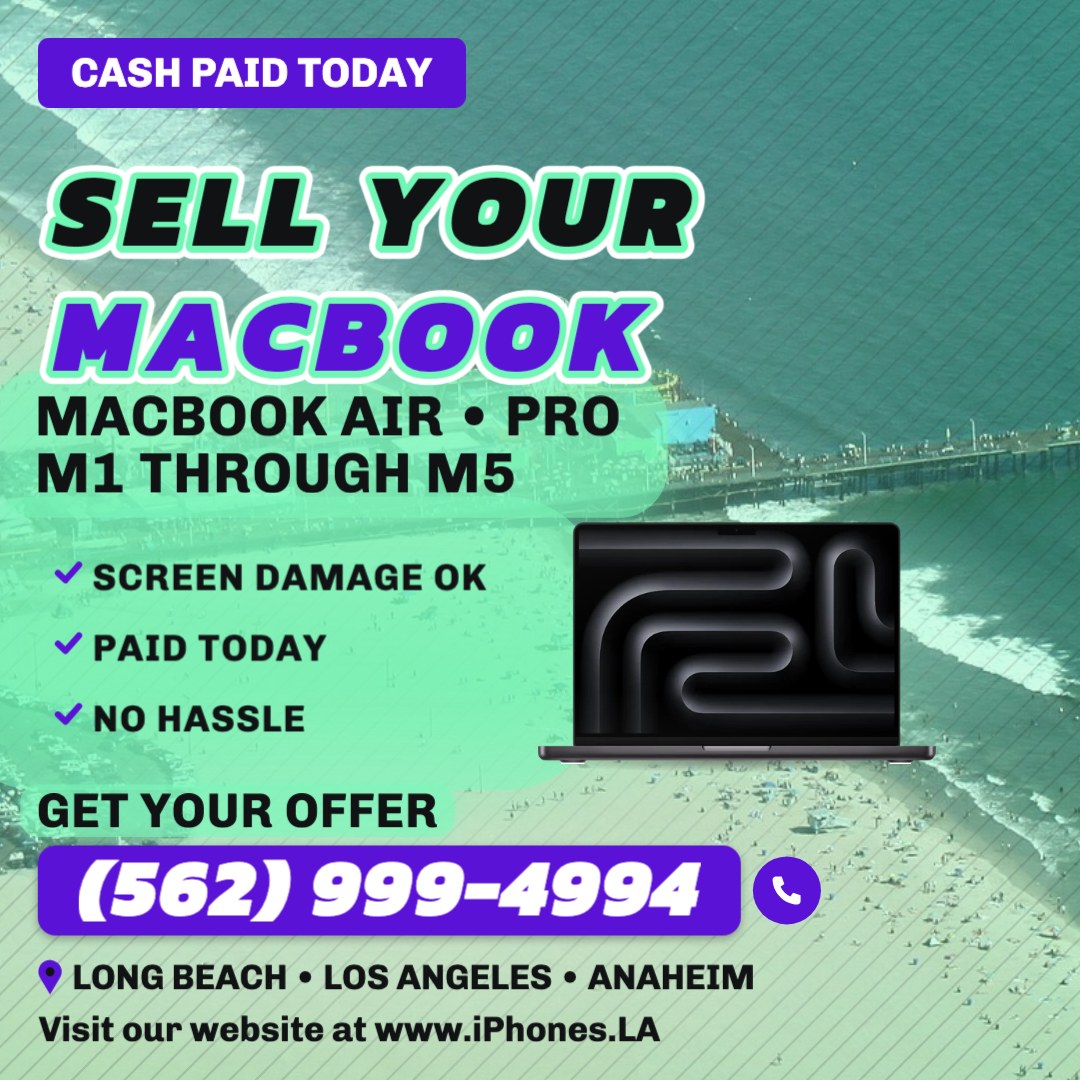 CASH PAID TODAY
SELL YOUR
MACBOOK
MACBOOK AIR • PRO
M1 THROUGH M5
SCREEN DAMAGE OK
PAID TODAY
NO HASSLE
GET YOUR OFFER
(562) 999-4994
LONG BEACH • LOS ANGELES • ANAHEIM
Visit our website at www.iPhones.LA